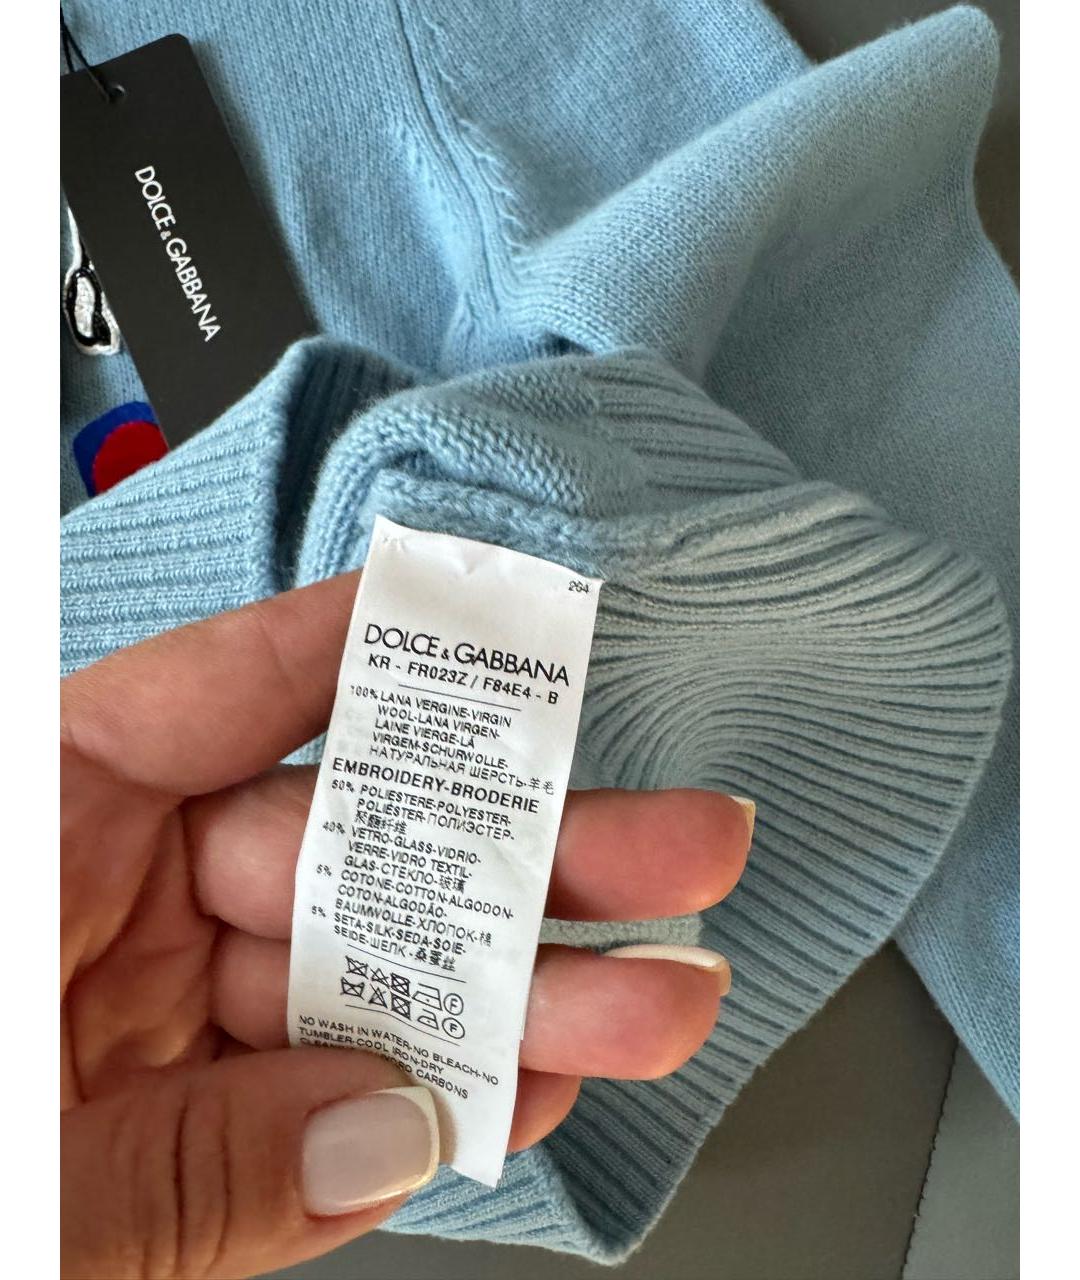 DOLCE & GABBANA
264
DOLCE & GABBANA
KR - FR023Z / F84E4 - B
100% LANA VERGINE-VIRGIN
WOOL-LANA VIRGEN-
LAINE VIERGE-LÃ
VIRGEM-SCHURWOLLE-
НАТУРАЛЬНАЯ ШЕРСТЬ-羊毛
EMBROIDERY-BRODERIE
50% POLIESTERE-POLYESTER-
POLIÉSTER-ПОЛИЭСТЕР-
聚酯纤维
40% VETRO-GLASS-VIDRIO-
VERRE-VIDRO TEXTIL-
GLAS-СТЕКЛО-玻璃
5% COTONE-COTTON-ALGODON-
COTON-ALGODÃO-
BAUMWOLLE-ХЛОПОК-棉
5% SETA-SILK-SEDA-SOIE-
SEIDE-ШЕЛК-桑蚕丝
F
F
NO WASH IN WATER-NO BLEACH-NO
TUMBLER-COOL IRON-DRY
CARBONS